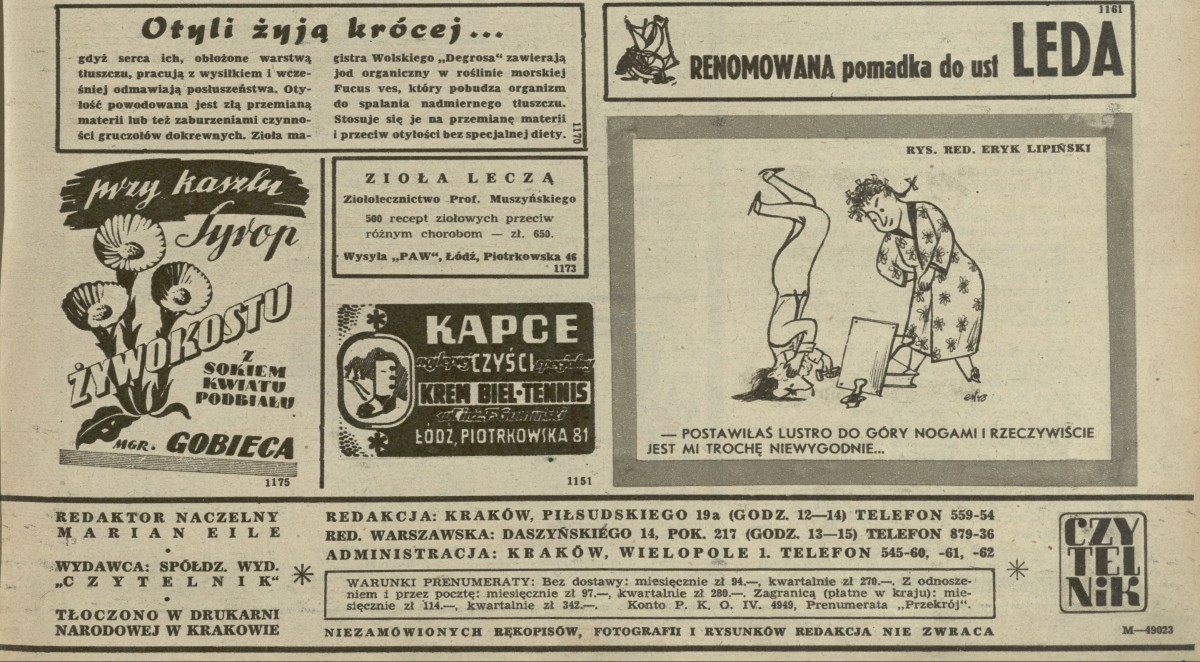 Otyli żyją krócej...
gdyż serca ich, obłożone warstwą
tłuszczu, pracują z wysiłkiem i wcze-
śniej odmawiają posłuszeństwa. Oty-
łość powodowana jest złą przemianą
materii lub też zaburzeniami czynno-
ści gruczołów dokrewnych. Zioła ma-
gistra Wolskiego „Degrosa" zawierają
jod organiczny w roślinie morskiej
Fucus ves, który pobudza organizm
do spalania nadmiernego tłuszczu.
Stosuje się je na przemianę materii
i przeciw otyłości bez specjalnej diety.
1170
1161
RENOMOWANA pomadka do ust LEDA
przy kaszlu
Syrop
ŻYWOKOSTU
Z
SOKIEM
KWIATU
PODBIAŁU
MGR. GOBIECA
1175
ZIOŁA LECZĄ
Ziołolecznictwo Prof. Muszyńskiego
500 recept ziołowych przeciw
różnym chorobom — zł. 650.
Wysyła „PAW", Łódź, Piotrkowska 46
1173
KAPCE
najlepiej CZYŚCI specjalny
KREM BIEL-TENNIS
ŁÓDŹ, PIOTRKOWSKA 81
1151
RYS. RED. ERYK LIPIŃSKI
— POSTAWIŁAŚ LUSTRO DO GÓRY NOGAMI I RZECZYWIŚCIE
JEST MI TROCHĘ NIEWYGODNIE...
REDAKTOR NACZELNY
MARIAN EILE
WYDAWCA: SPÓŁDZ. WYD.
„CZYTELNIK"
TŁOCZONO W DRUKARNI
NARODOWEJ W KRAKOWIE
REDAKCJA: KRAKÓW, PIŁSUDSKIEGO 19a (GODZ. 12—14) TELEFON 559-54
RED. WARSZAWSKA: DASZYŃSKIEGO 14, POK. 217 (GODZ. 13—15) TELEFON 879-36
ADMINISTRACJA: KRAKÓW, WIELOPOLE 1. TELEFON 545-60, -61, -62
WARUNKI PRENUMERATY: Bez dostawy: miesięcznie zł 94.—, kwartalnie zł 270.—. Z odnosze-
niem i przez pocztę: miesięcznie zł 97.—, kwartalnie zł 280.—. Zagranicą (płatne w kraju): mie-
sięcznie zł 114.—, kwartalnie zł 342.—. Konto P. K. O. IV. 4949, Prenumerata „Przekrój".
NIEZAMÓWIONYCH RĘKOPISÓW, FOTOGRAFII I RYSUNKÓW REDAKCJA NIE ZWRACA
CZY
TEL
NiK
M—49023